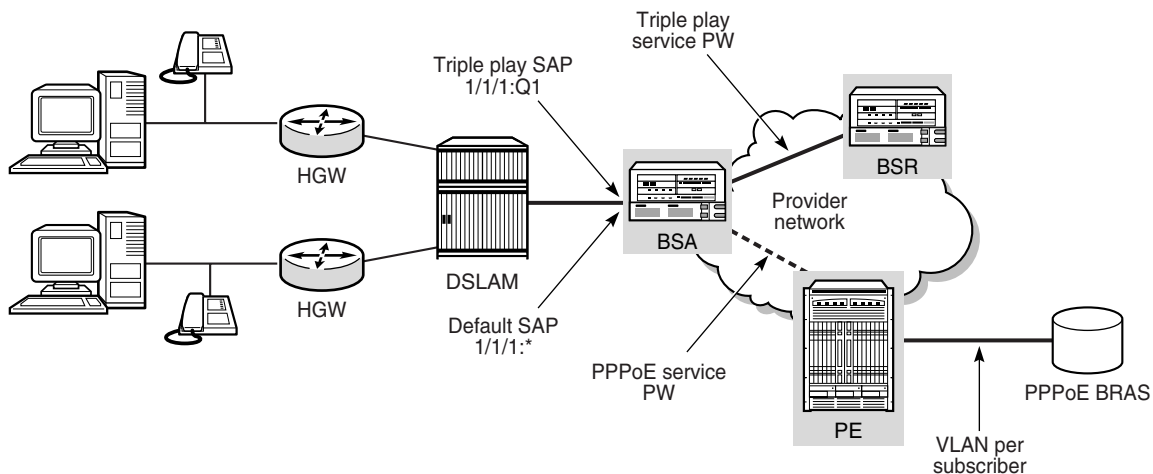 Triple play
service PW
Triple play SAP
1/1/1:Q1
HGW
BSR
Provider
network
BSA
HGW
DSLAM
Default SAP
1/1/1:*
PPPoE service
PW
PE
PPPoE BRAS
VLAN per
subscriber